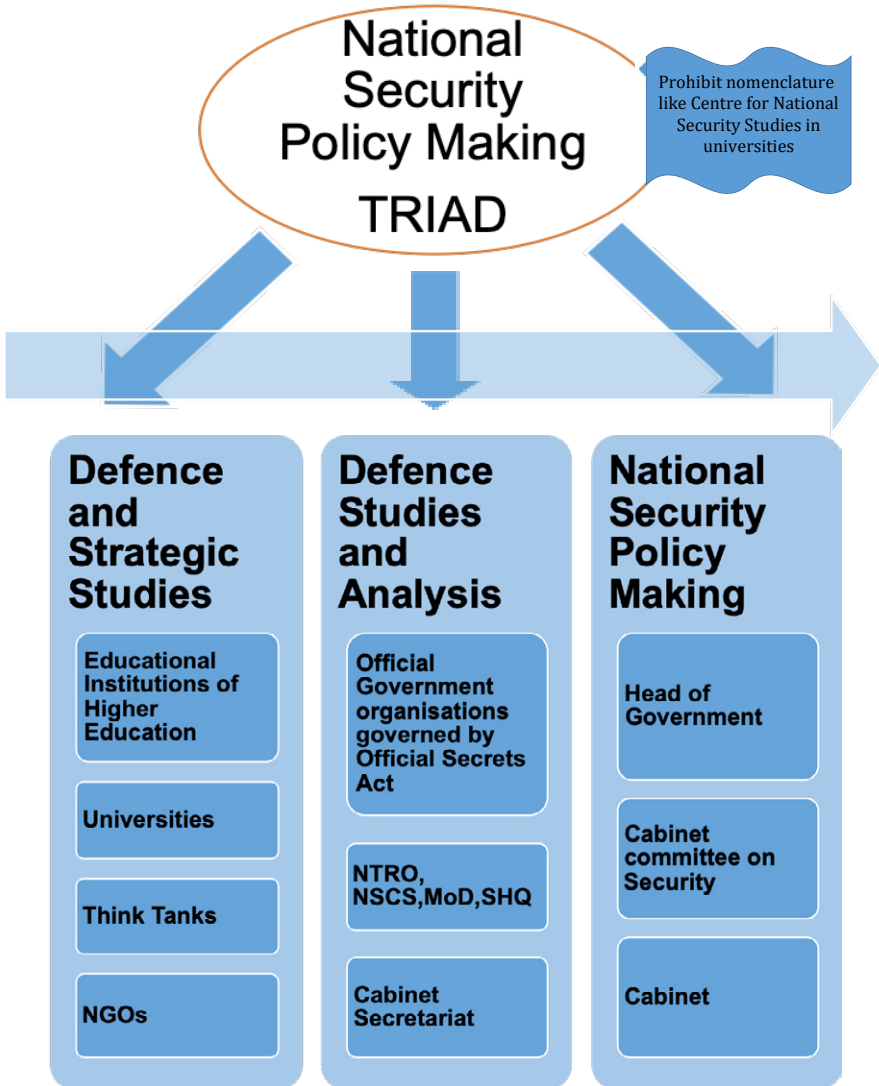 National
Security
Policy Making
TRIAD
Prohibit nomenclature
like Centre for National
Security Studies in
universities
Defence
and
Strategic
Studies
Educational
Institutions of
Higher
Education
Universities
Think Tanks
NGOs
Defence
Studies
and
Analysis
Official
Government
organisations
governed by
Official Secrets
Act
NTRO,
NSCS,MoD,SHQ
Cabinet
Secretariat
National
Security
Policy
Making
Head of
Government
Cabinet
committee on
Security
Cabinet